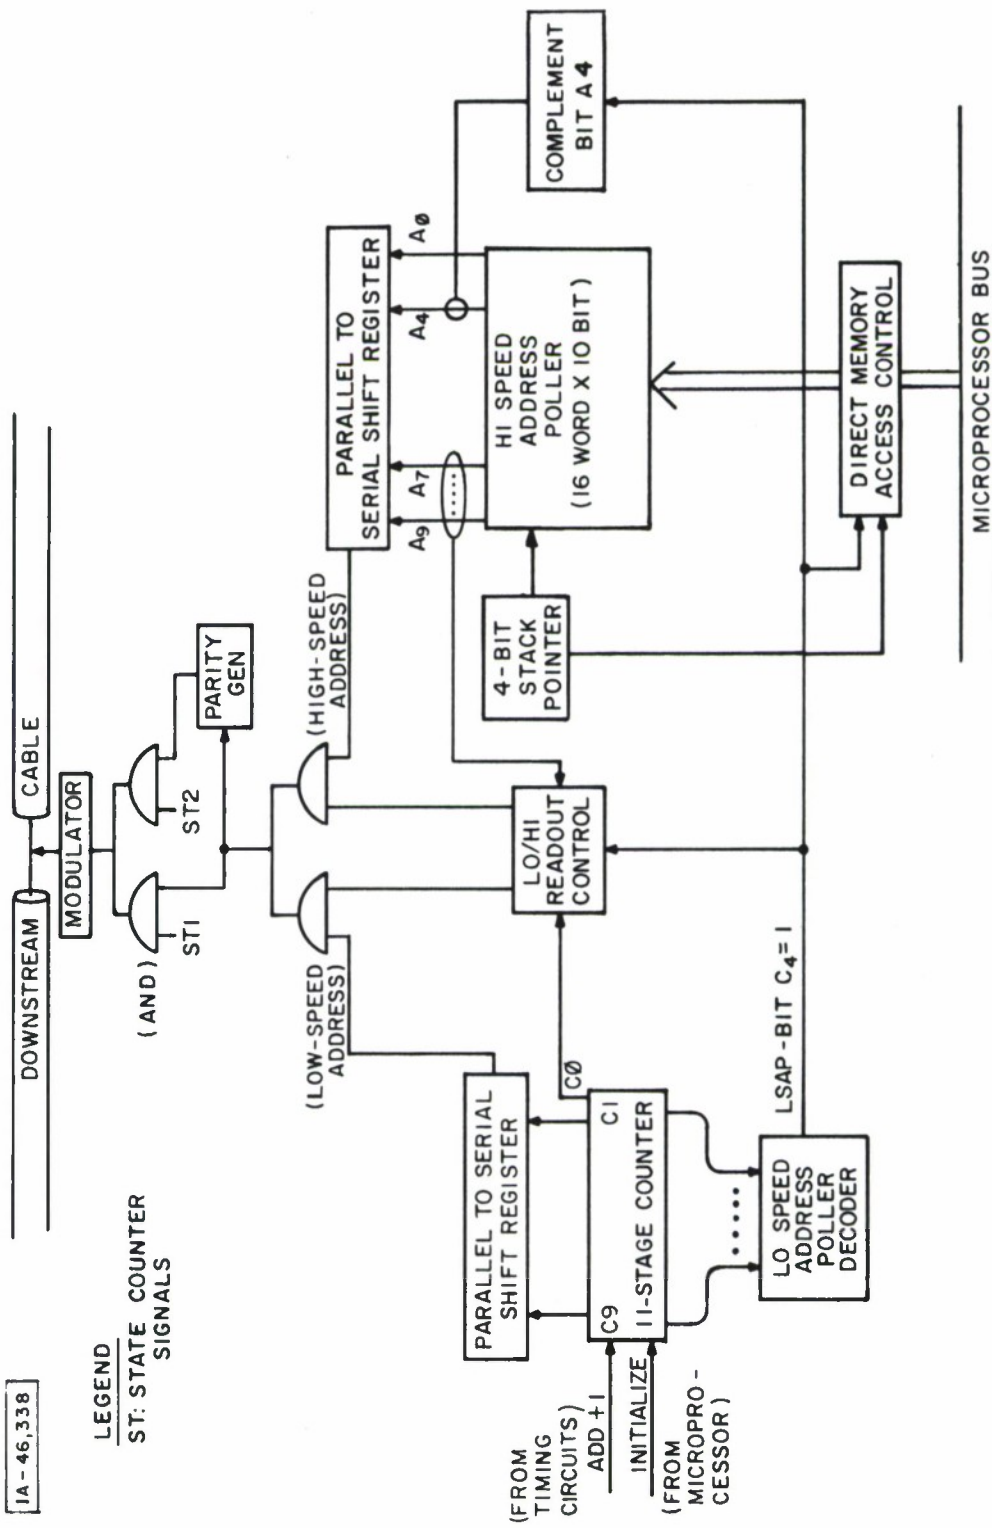 IA-46,338
LEGEND
ST: STATE COUNTER
SIGNALS
DOWNSTREAM
CABLE
MODULATOR
(AND)
ST1
ST2
PARITY
GEN
(LOW-SPEED
ADDRESS)
(HIGH-SPEED
ADDRESS)
PARALLEL TO
SERIAL SHIFT REGISTER
A9
A7
A4
AØ
HI SPEED
ADDRESS
POLLER
(16 WORD X 10 BIT)
COMPLEMENT
BIT A4
4-BIT
STACK
POINTER
LO/HI
READOUT
CONTROL
PARALLEL TO SERIAL
SHIFT REGISTER
CØ
C9
C1
11-STAGE COUNTER
(FROM
TIMING
CIRCUITS)
ADD +1
INITIALIZE
(FROM
MICROPRO-
CESSOR)
LO SPEED
ADDRESS
POLLER
DECODER
LSAP-BIT C₄=1
DIRECT MEMORY
ACCESS CONTROL
MICROPROCESSOR BUS